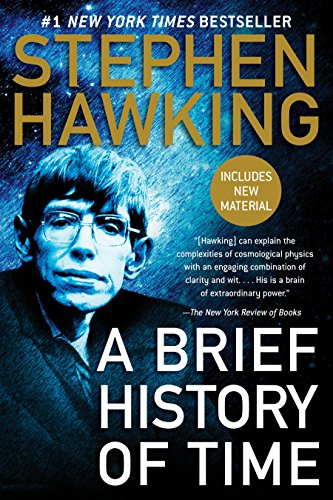 #1 NEW YORK TIMES BESTSELLER
STEPHEN
HAWKING
INCLUDES
NEW
MATERIAL
"[Hawking] can explain the
complexities of cosmological physics
with an engaging combination of
clarity and wit. . . . His is a brain
of extraordinary power."
—The New York Review of Books
A BRIEF
HISTORY
OF TIME